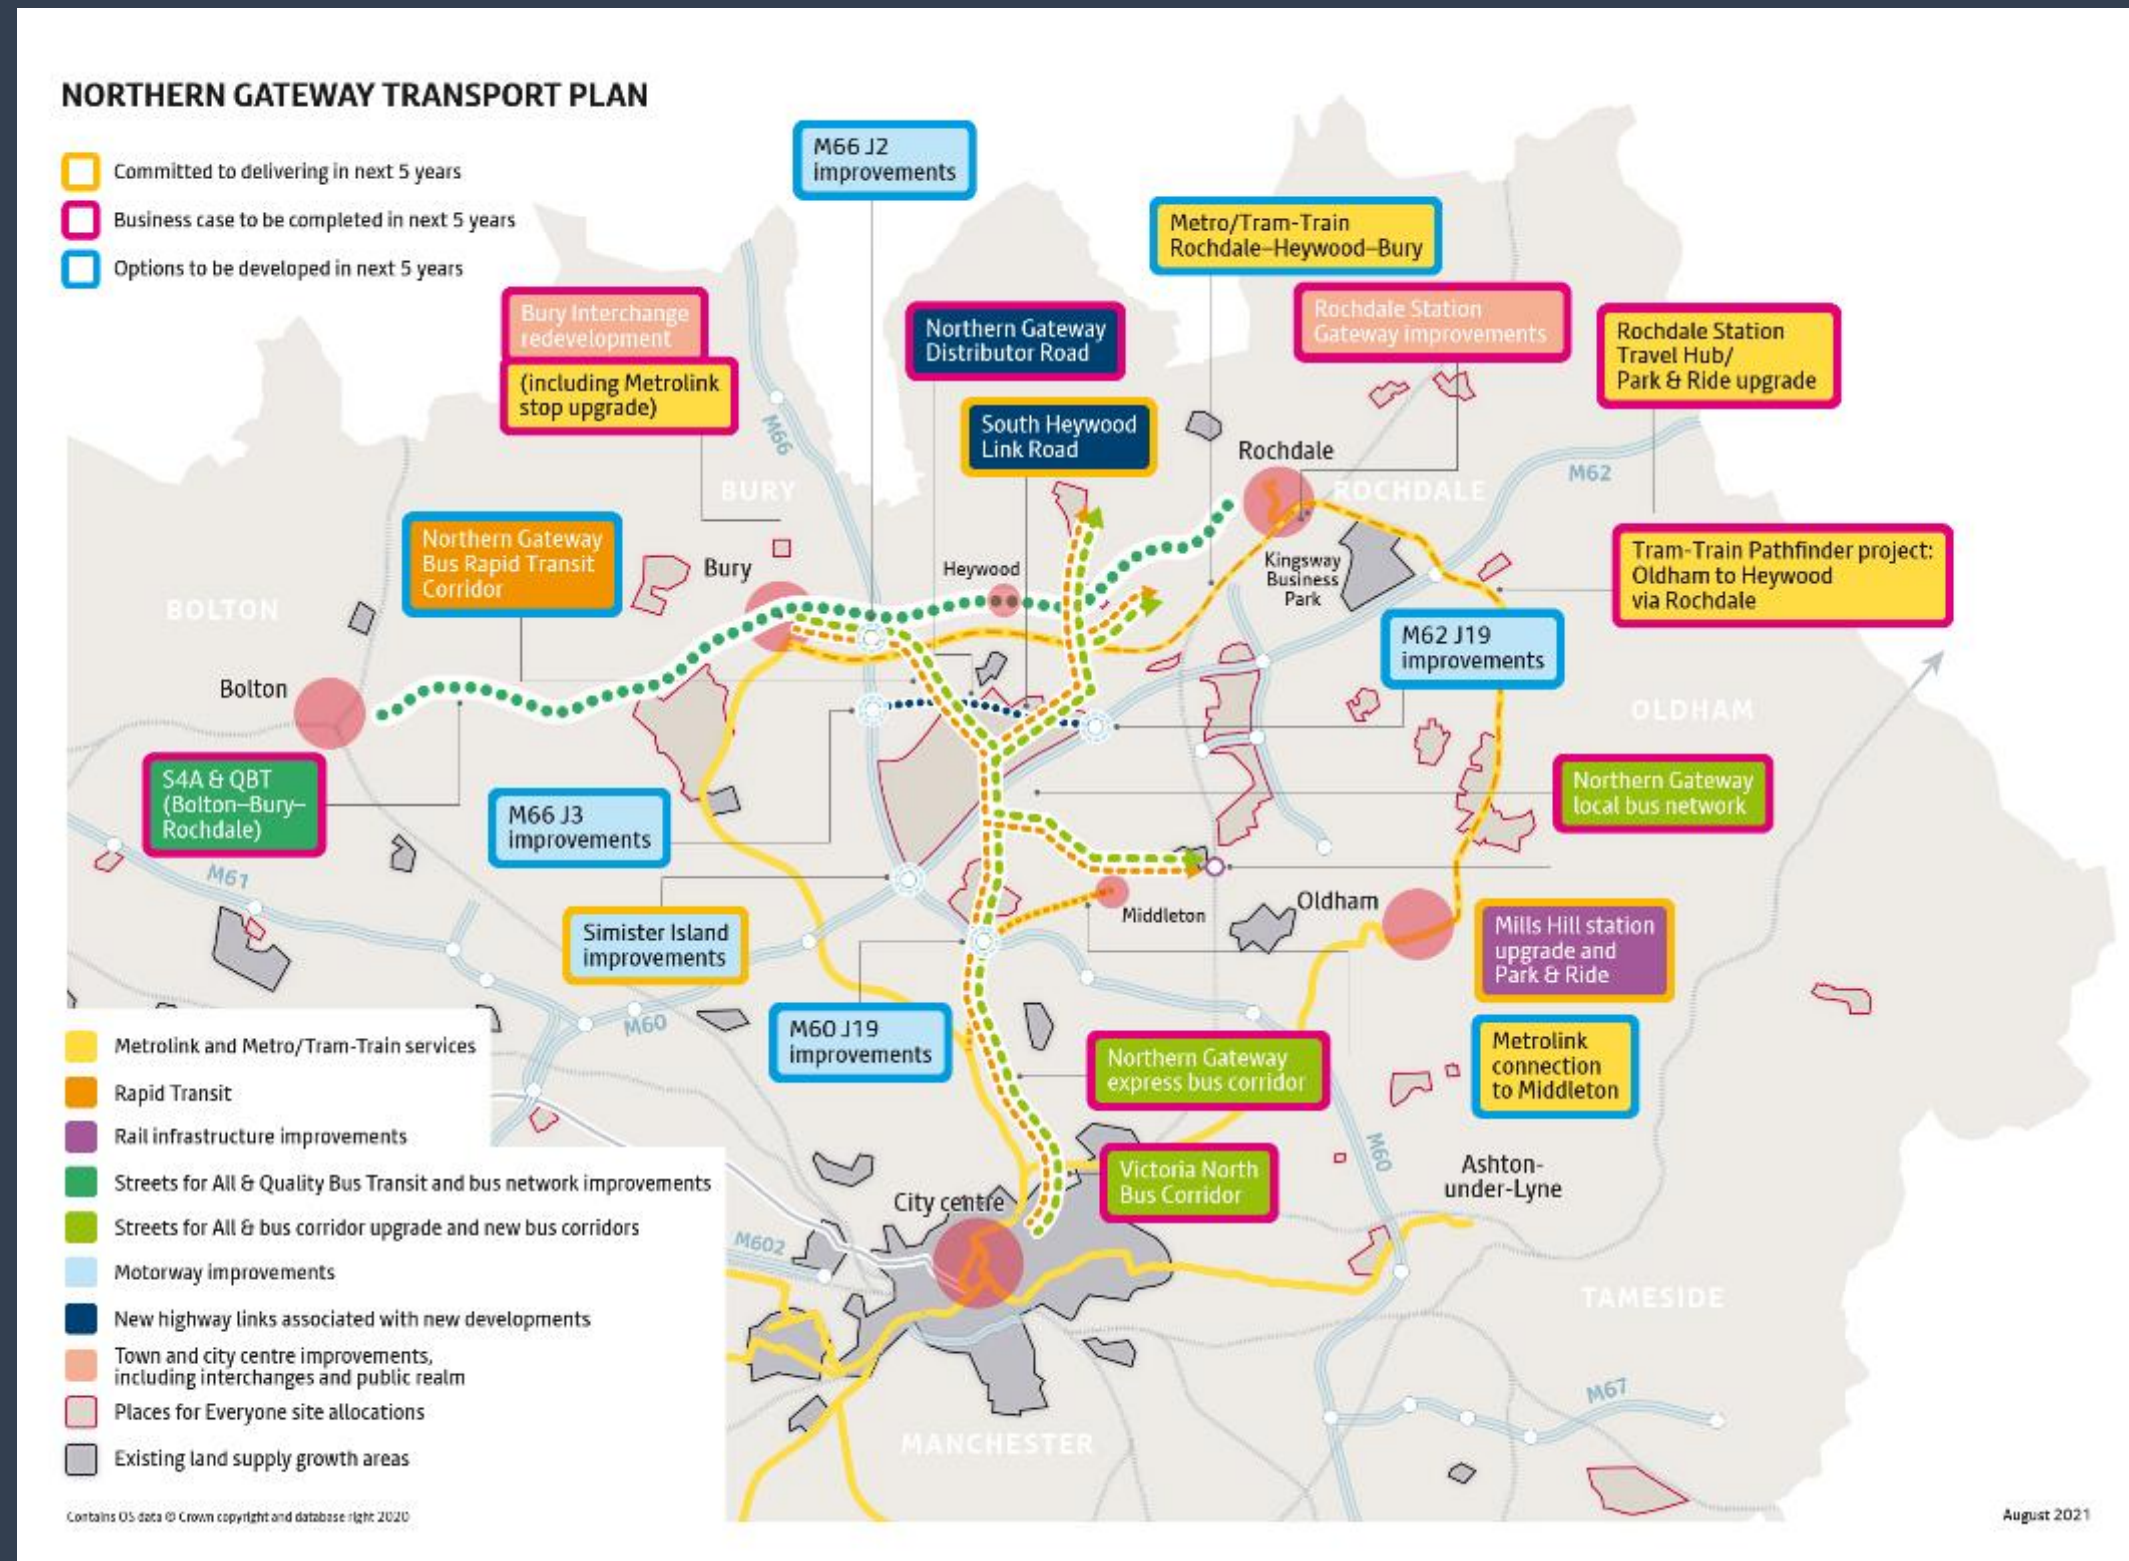 NORTHERN GATEWAY TRANSPORT PLAN
Committed to delivering in next 5 years
Business case to be completed in next 5 years
Options to be developed in next 5 years
M66 J2
improvements
Metro/Tram-Train
Rochdale–Heywood–Bury
Bury Interchange
redevelopment
(including Metrolink
stop upgrade)
Northern Gateway
Distributor Road
Rochdale Station
Gateway improvements
Rochdale Station
Travel Hub/
Park & Ride upgrade
South Heywood
Link Road
M66
BURY
Rochdale
ROCHDALE
M62
Northern Gateway
Bus Rapid Transit
Corridor
Bury
Heywood
Kingsway
Business
Park
Tram-Train Pathfinder project:
Oldham to Heywood
via Rochdale
BOLTON
M62 J19
improvements
Bolton
OLDHAM
S4A & QBT
(Bolton–Bury–
Rochdale)
M66 J3
improvements
Northern Gateway
local bus network
M61
Simister Island
improvements
Middleton
Oldham
Mills Hill station
upgrade and
Park & Ride
M60
M60 J19
improvements
Northern Gateway
express bus corridor
Metrolink
connection
to Middleton
M60
Victoria North
Bus Corridor
Ashton-
under-Lyne
City centre
M602
TAMESIDE
M67
MANCHESTER
Metrolink and Metro/Tram-Train services
Rapid Transit
Rail infrastructure improvements
Streets for All & Quality Bus Transit and bus network improvements
Streets for All & bus corridor upgrade and new bus corridors
Motorway improvements
New highway links associated with new developments
Town and city centre improvements,
including interchanges and public realm
Places for Everyone site allocations
Existing land supply growth areas
Contains OS data © Crown copyright and database right 2020
August 2021